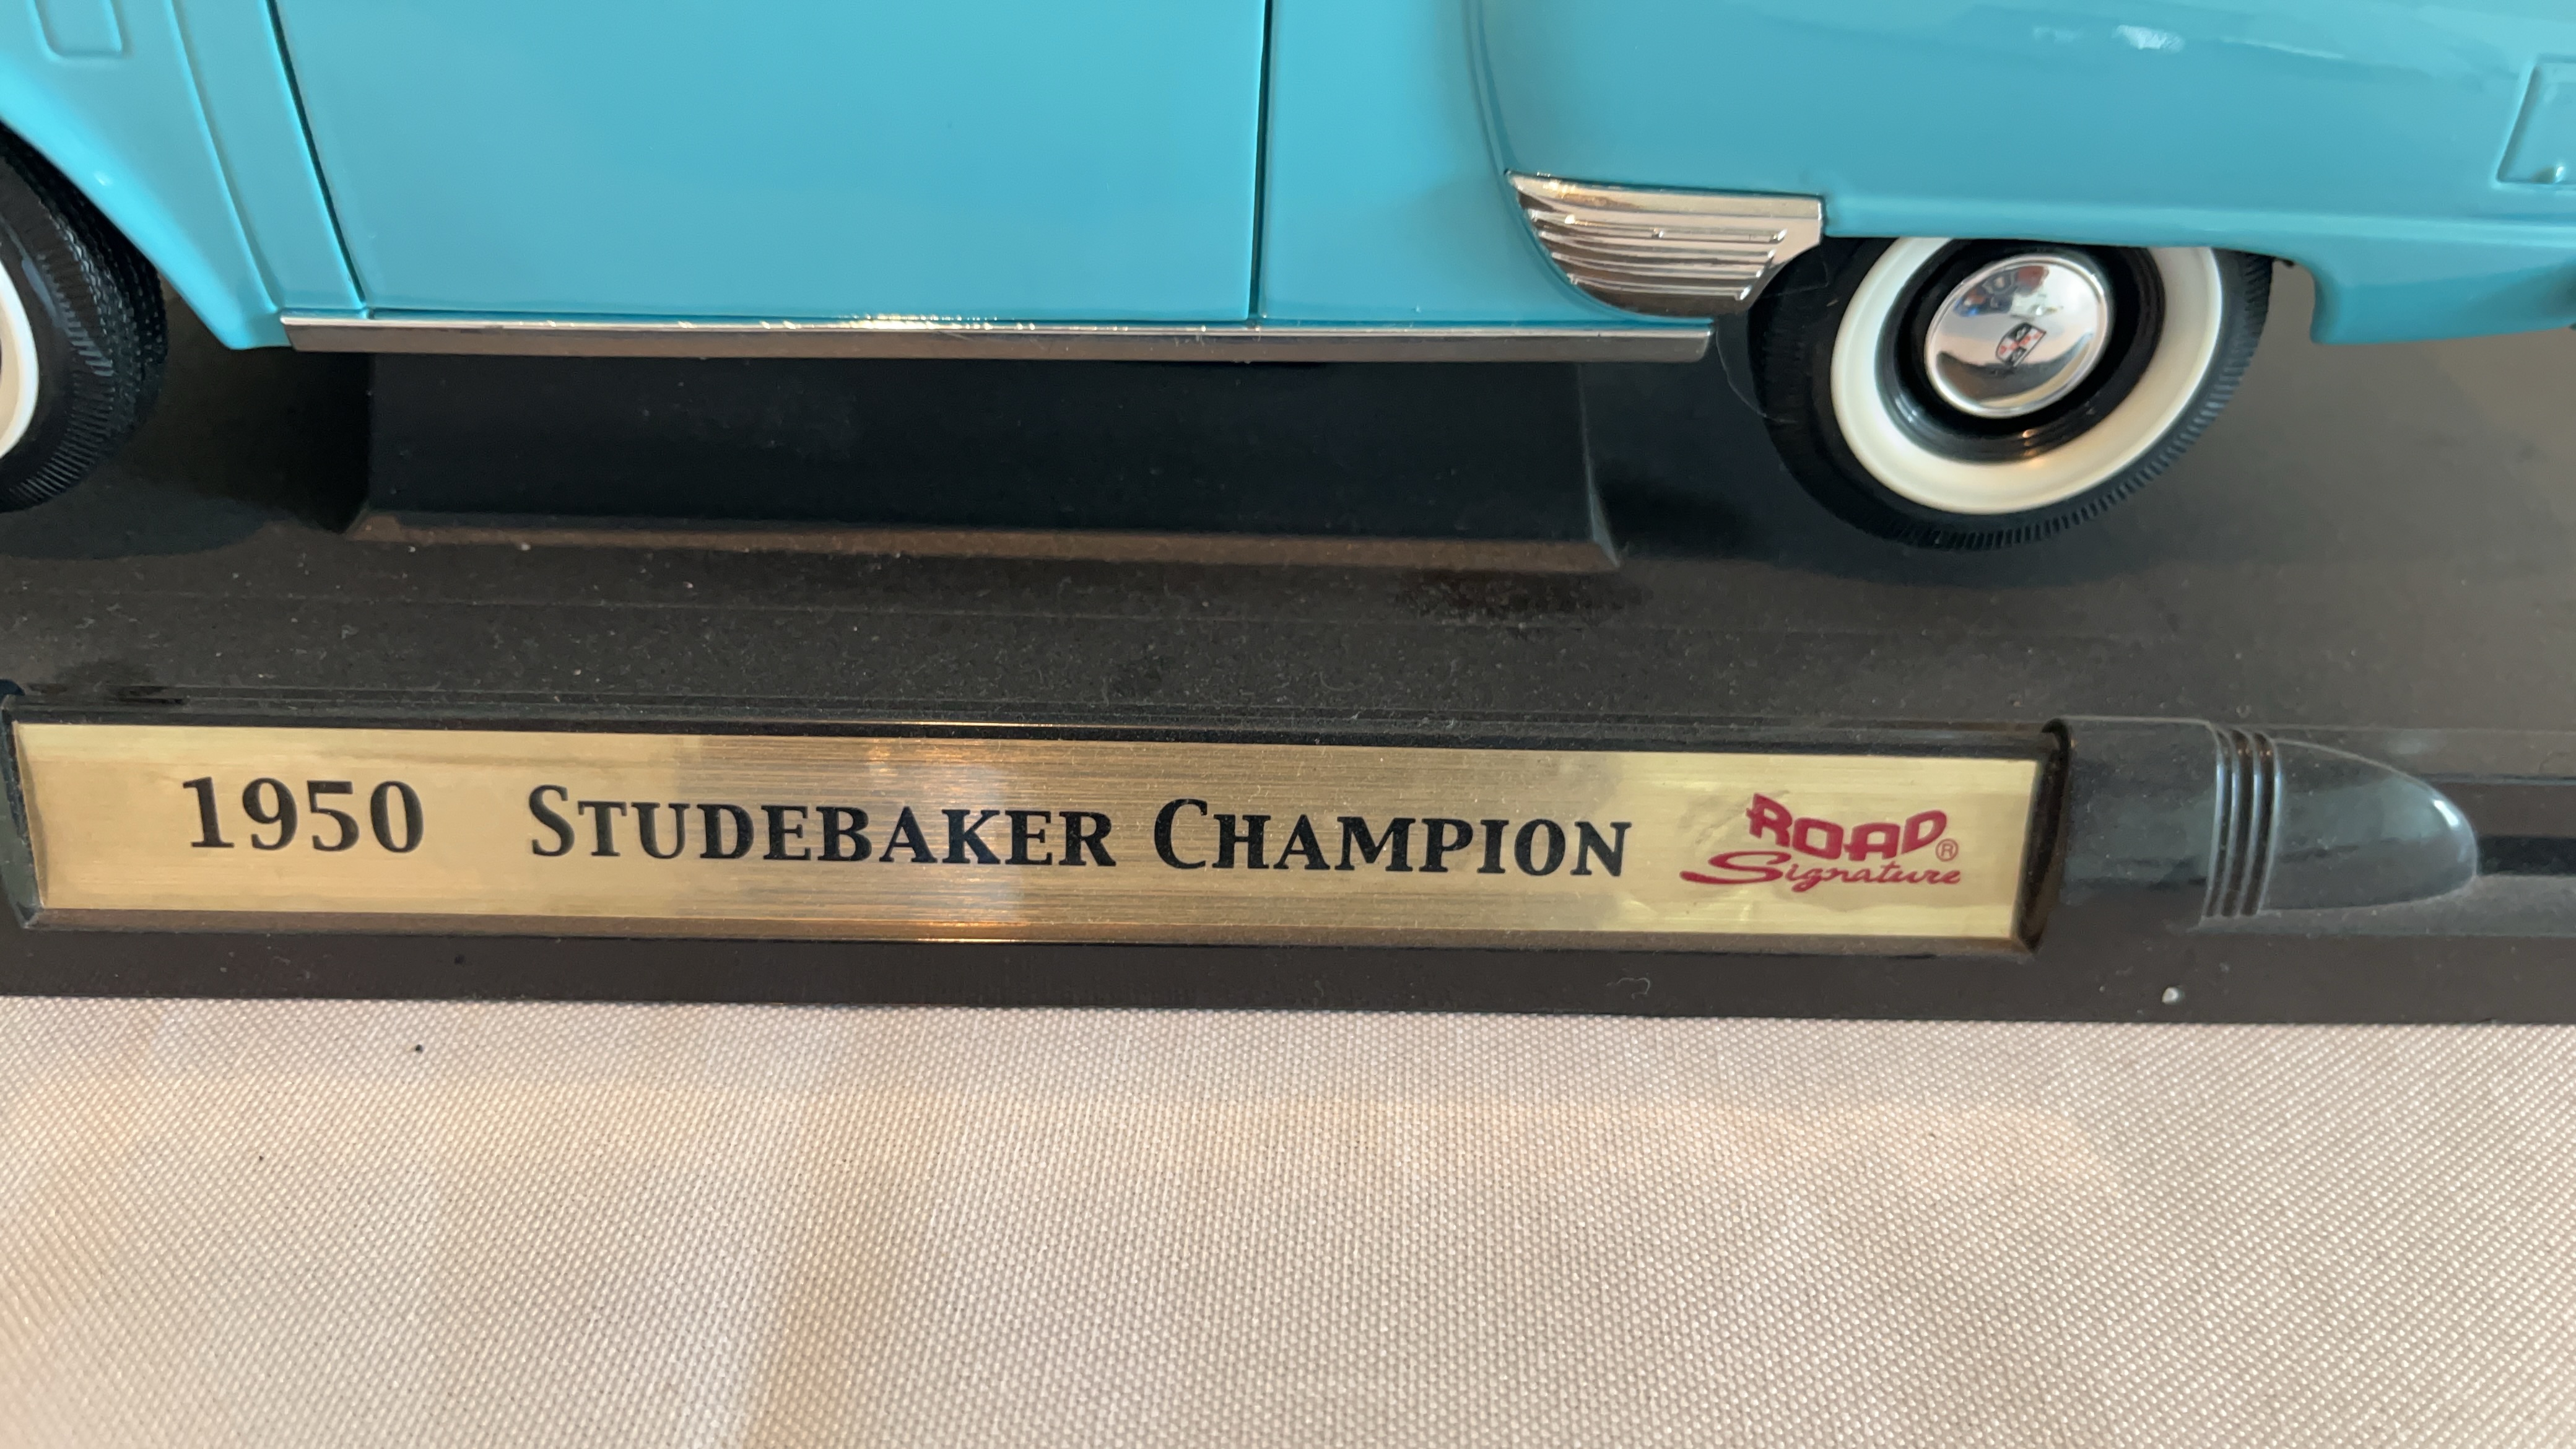 1950 STUDEBAKER CHAMPION
ROAD®
Signature